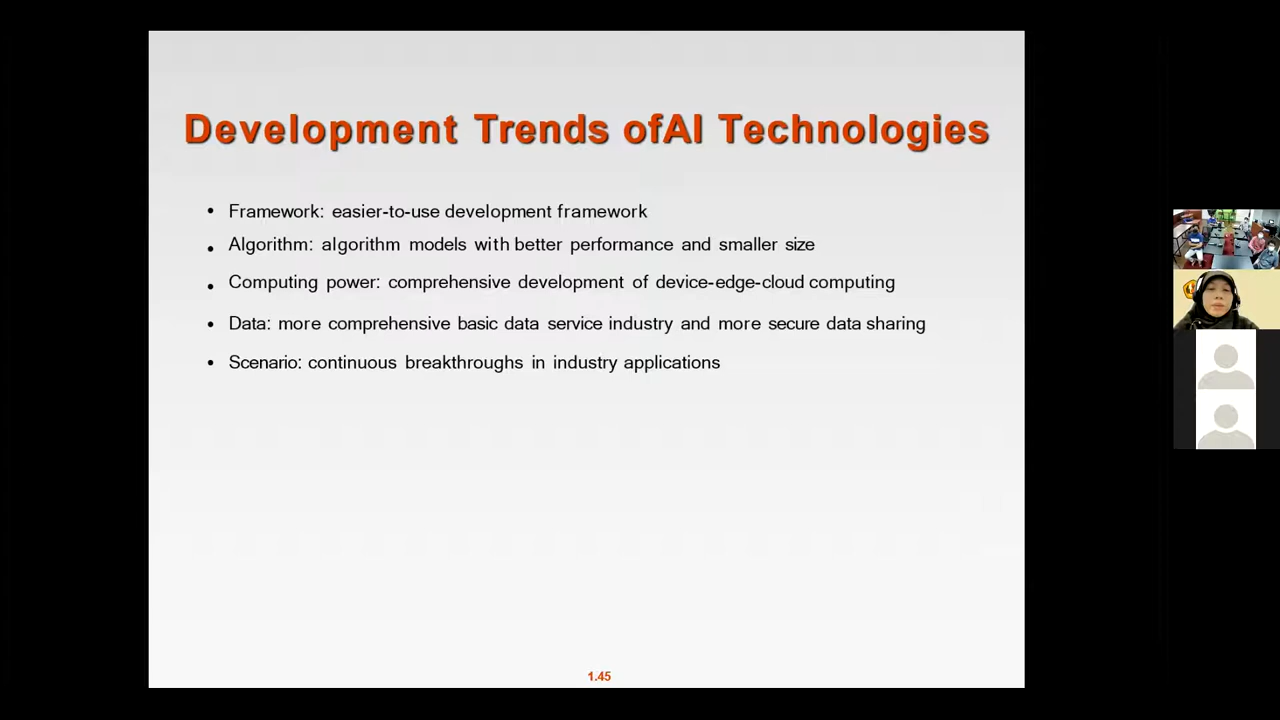 Development Trends ofAI Technologies
• Framework: easier-to-use development framework
• Algorithm: algorithm models with better performance and smaller size
• Computing power: comprehensive development of device-edge-cloud computing
• Data: more comprehensive basic data service industry and more secure data sharing
• Scenario: continuous breakthroughs in industry applications
1.45